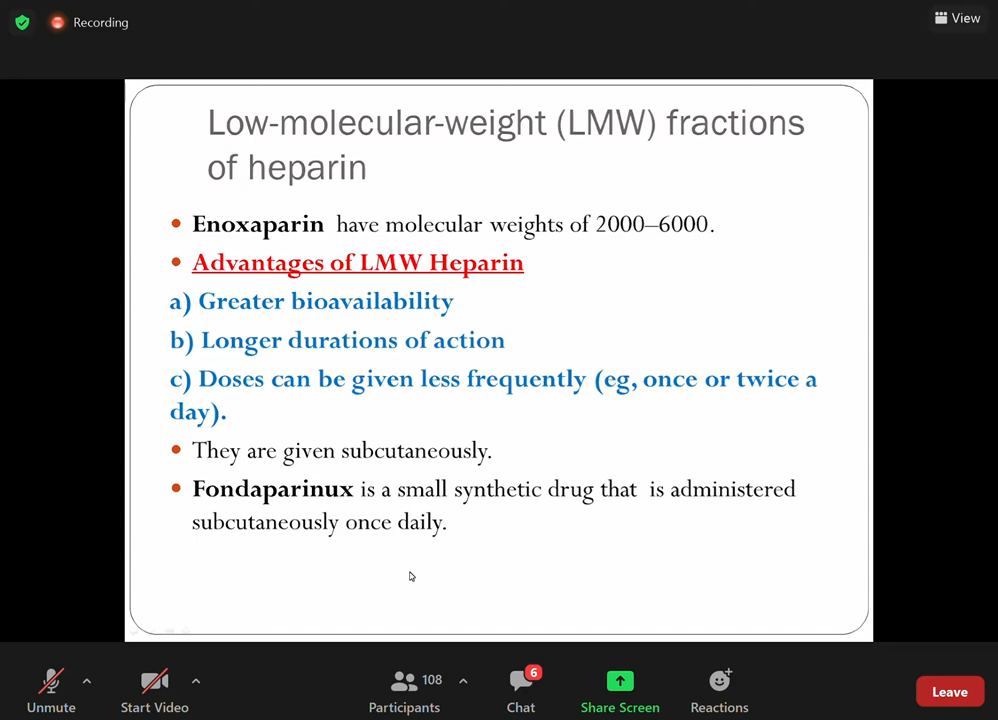 Recording
View
Low-molecular-weight (LMW) fractions
of heparin
• Enoxaparin have molecular weights of 2000–6000.
• Advantages of LMW Heparin
a) Greater bioavailability
b) Longer durations of action
c) Doses can be given less frequently (eg, once or twice a
day).
• They are given subcutaneously.
• Fondaparinux is a small synthetic drug that is administered
subcutaneously once daily.
Unmute
Start Video
108
Participants
6
Chat
Share Screen
Reactions
Leave